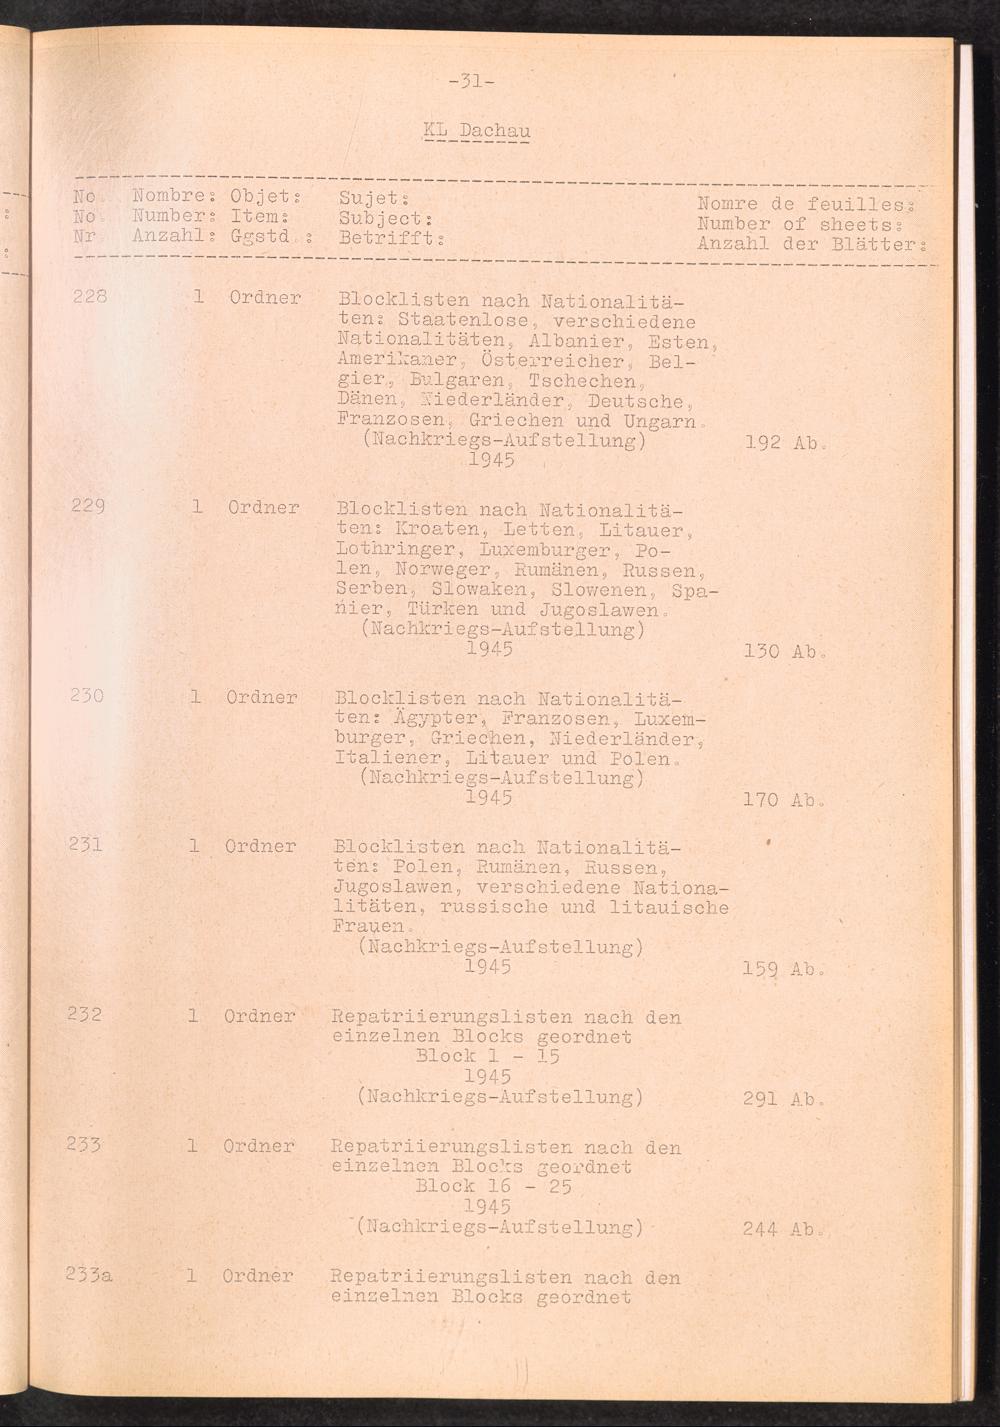 -31-
KL Dachau
No Nombre: Objet: Sujet: Nomre de feuilles:
No Number: Item: Subject: Number of sheets:
Nr. Anzahl: Ggstd.: Betrifft: Anzahl der Blätter:
228 1 Ordner Blocklisten nach Nationalitä-
ten: Staatenlose, verschiedene
Nationalitäten, Albanier, Esten,
Amerikaner, Österreicher, Bel-
gier, Bulgaren, Tschechen,
Dänen, Niederländer, Deutsche,
Franzosen, Griechen und Ungarn.
(Nachkriegs-Aufstellung) 192 Ab.
1945
229 1 Ordner Blocklisten nach Nationalitä-
ten: Kroaten, Letten, Litauer,
Lothringer, Luxemburger, Po-
len, Norweger, Rumänen, Russen,
Serben, Slowaken, Slowenen, Spa-
nier, Türken und Jugoslawen.
(Nachkriegs-Aufstellung)
1945 130 Ab.
230 1 Ordner Blocklisten nach Nationalitä-
ten: Ägypter, Franzosen, Luxem-
burger, Griechen, Niederländer,
Italiener, Litauer und Polen.
(Nachkriegs-Aufstellung)
1945 170 Ab.
231 1 Ordner Blocklisten nach Nationalitä-
ten: Polen, Rumänen, Russen,
Jugoslawen, verschiedene Nationa-
litäten, russische und litauische
Frauen.
(Nachkriegs-Aufstellung)
1945 159 Ab.
232 1 Ordner Repatriierungslisten nach den
einzelnen Blocks geordnet
Block 1 - 15
1945
(Nachkriegs-Aufstellung) 291 Ab.
233 1 Ordner Repatriierungslisten nach den
einzelnen Blocks geordnet
Block 16 - 25
1945
(Nachkriegs-Aufstellung) 244 Ab.
233a 1 Ordner Repatriierungslisten nach den
einzelnen Blocks geordnet